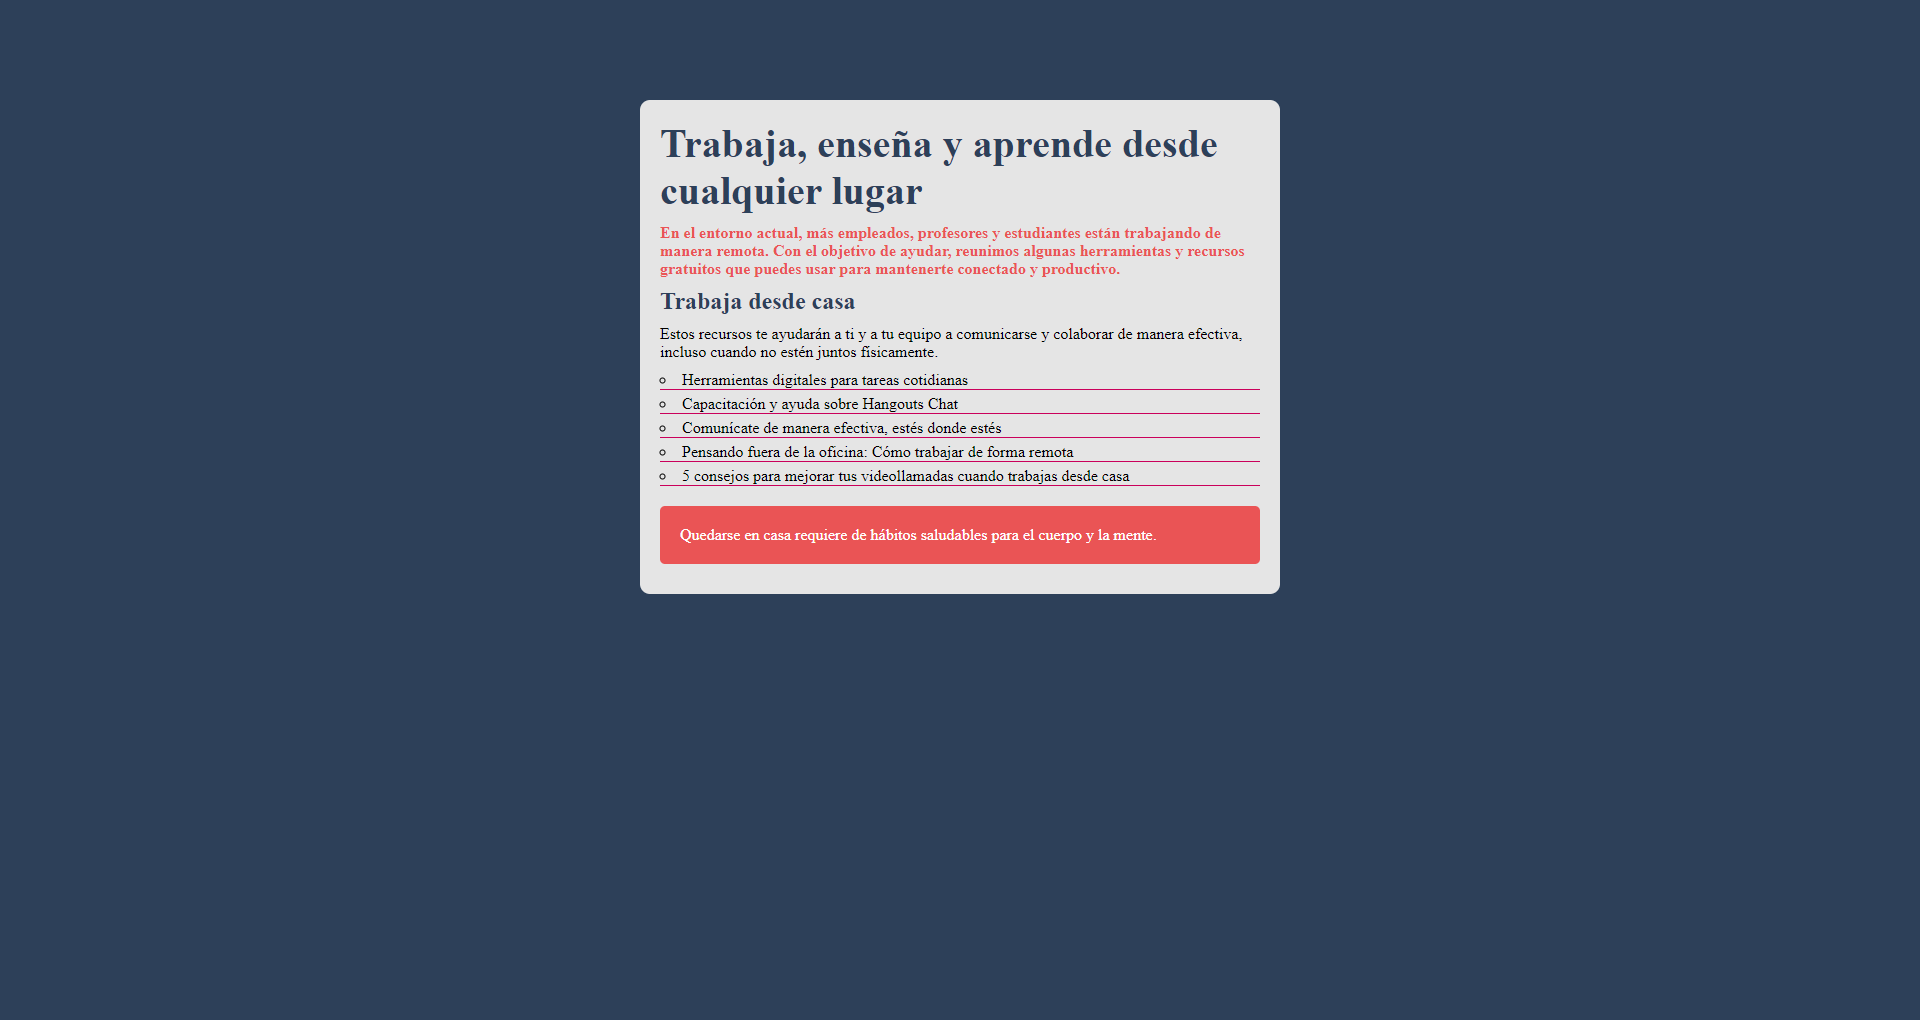 Trabaja, enseña y aprende desde
cualquier lugar
En el entorno actual, más empleados, profesores y estudiantes están trabajando de
manera remota. Con el objetivo de ayudar, reunimos algunas herramientas y recursos
gratuitos que puedes usar para mantenerte conectado y productivo.
Trabaja desde casa
Estos recursos te ayudarán a ti y a tu equipo a comunicarse y colaborar de manera efectiva,
incluso cuando no estén juntos físicamente.
Herramientas digitales para tareas cotidianas
Capacitación y ayuda sobre Hangouts Chat
Comunícate de manera efectiva, estés donde estés
Pensando fuera de la oficina: Cómo trabajar de forma remota
5 consejos para mejorar tus videollamadas cuando trabajas desde casa
Quedarse en casa requiere de hábitos saludables para el cuerpo y la mente.